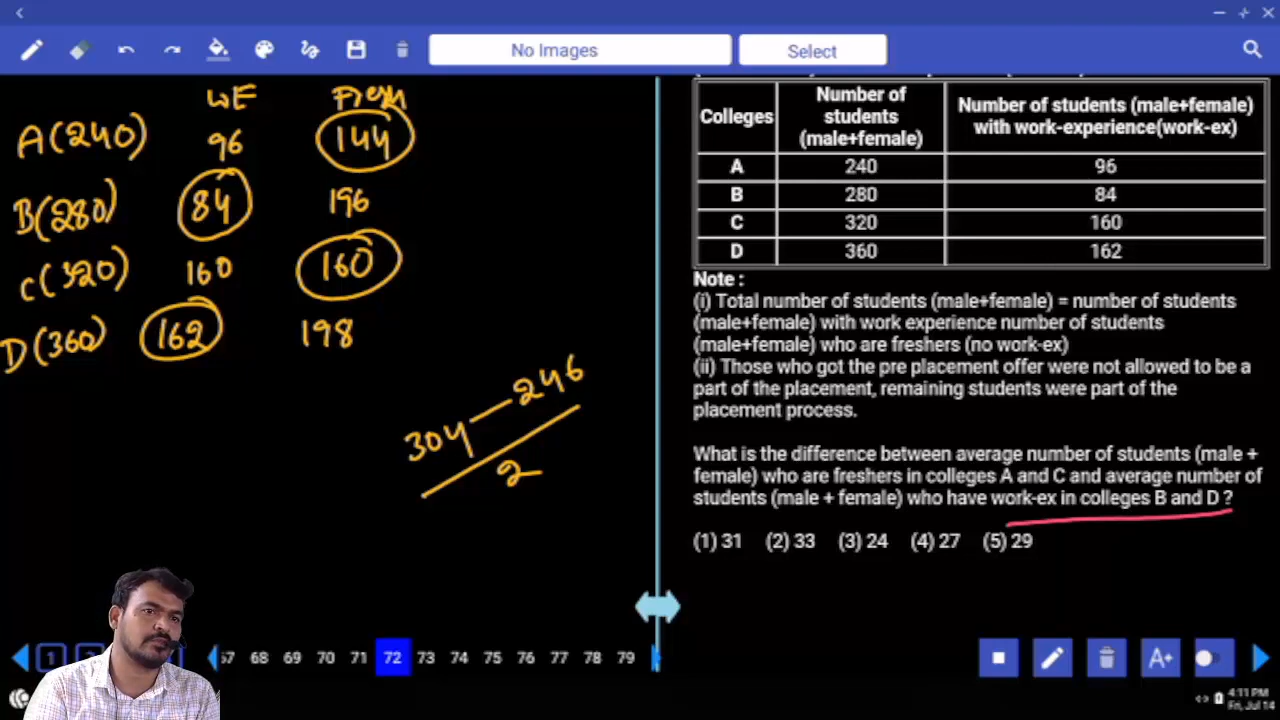 No Images
Select
WE Fresh
A(240) 96 144
B(280) 84 196
C(320) 160 160
D(360) 162 198
304 — 246
2
Colleges Number of students (male+female) Number of students (male+female) with work-experience(work-ex)
A 240 96
B 280 84
C 320 160
D 360 162
Note :
(i) Total number of students (male+female) = number of students
(male+female) with work experience number of students
(male+female) who are freshers (no work-ex)
(ii) Those who got the pre placement offer were not allowed to be a
part of the placement, remaining students were part of the
placement process.
What is the difference between average number of students (male +
female) who are freshers in colleges A and C and average number of
students (male + female) who have work-ex in colleges B and D ?
(1) 31 (2) 33 (3) 24 (4) 27 (5) 29
1 68 69 70 71 72 73 74 75 76 77 78 79
A+
4:11 PM
Fri, Jul 14